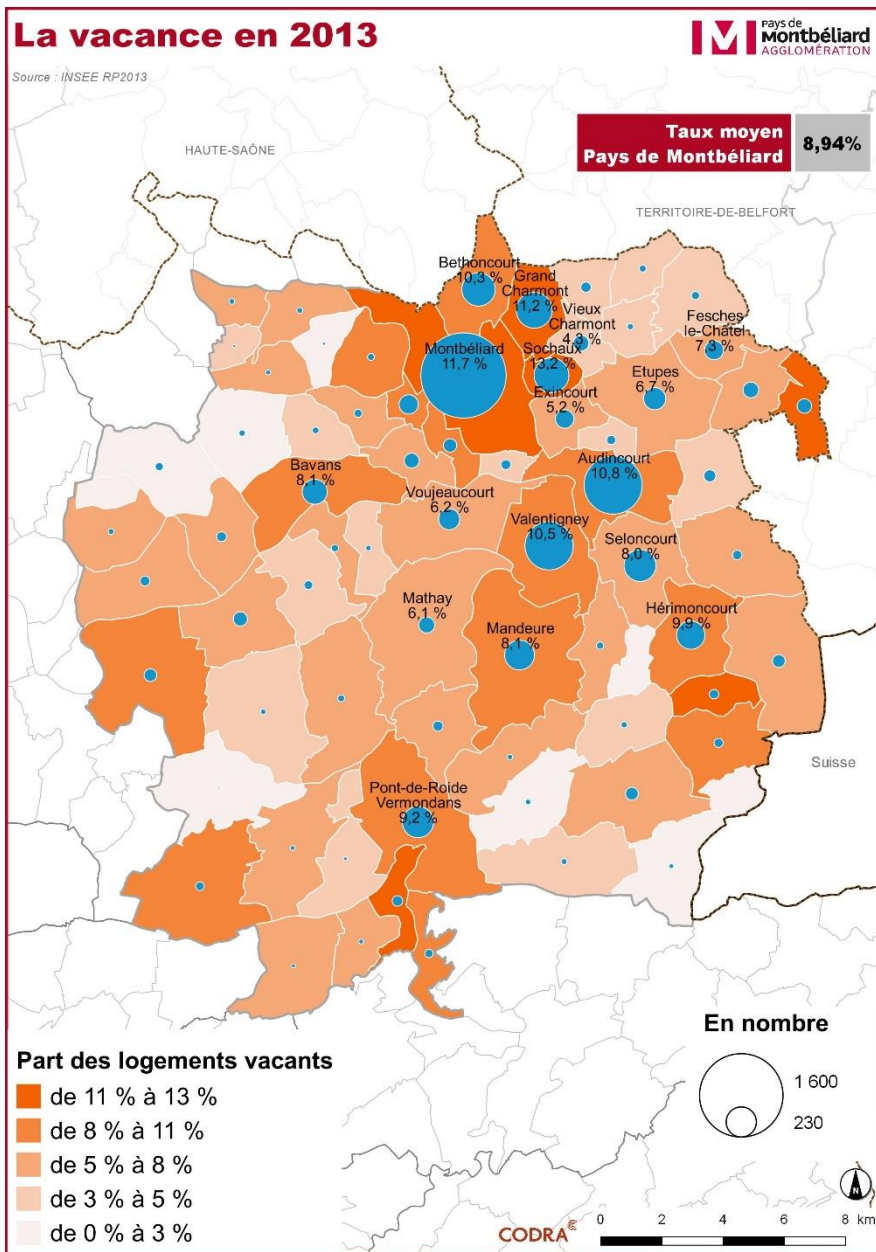 La vacance en 2013
Pays de
Montbéliard
AGGLOMÉRATION
Source : INSEE RP2013
Taux moyen
Pays de Montbéliard
8,94%
HAUTE-SAÔNE
TERRITOIRE-DE-BELFORT
Bethoncourt
10,3 %
Grand
Charmont
11,2 %
Vieux
Charmont
4,3 %
Fesches
le-Châtel
7,3 %
Montbéliard
11,7 %
Sochaux
13,2 %
Exincourt
5,2 %
Etupes
6,7 %
Bavans
8,1 %
Voujeaucourt
6,2 %
Audincourt
10,8 %
Valentigney
10,5 %
Seloncourt
8,0 %
Mathay
6,1 %
Mandeure
8,1 %
Hérimoncourt
9,9 %
Suisse
Pont-de-Roide
Vermondans
9,2 %
En nombre
1 600
230
Part des logements vacants
de 11 % à 13 %
de 8 % à 11 %
de 5 % à 8 %
de 3 % à 5 %
de 0 % à 3 %
CODRA
N
0 2 4 6 8 km